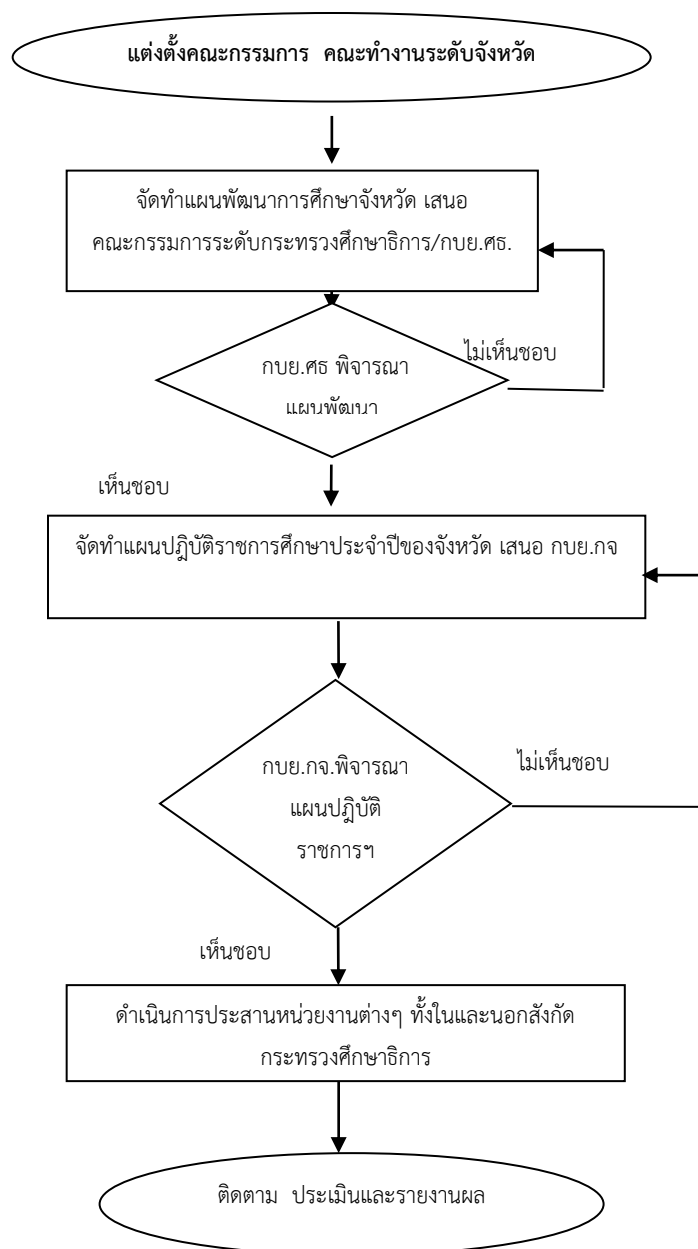 แต่งตั้งคณะกรรมการ คณะทำงานระดับจังหวัด
จัดทำแผนพัฒนาการศึกษาจังหวัด เสนอ
คณะกรรมการระดับกระทรวงศึกษาธิการ/กบย.ศธ.
ไม่เห็นชอบ
กบย.ศธ พิจารณา
แผนพัฒนา
เห็นชอบ
จัดทำแผนปฏิบัติราชการศึกษาประจำปีของจังหวัด เสนอ กบย.กจ
ไม่เห็นชอบ
กบย.กจ.พิจารณา
แผนปฏิบัติ
ราชการฯ
เห็นชอบ
ดำเนินการประสานหน่วยงานต่างๆ ทั้งในและนอกสังกัด
กระทรวงศึกษาธิการ
ติดตาม ประเมินและรายงานผล